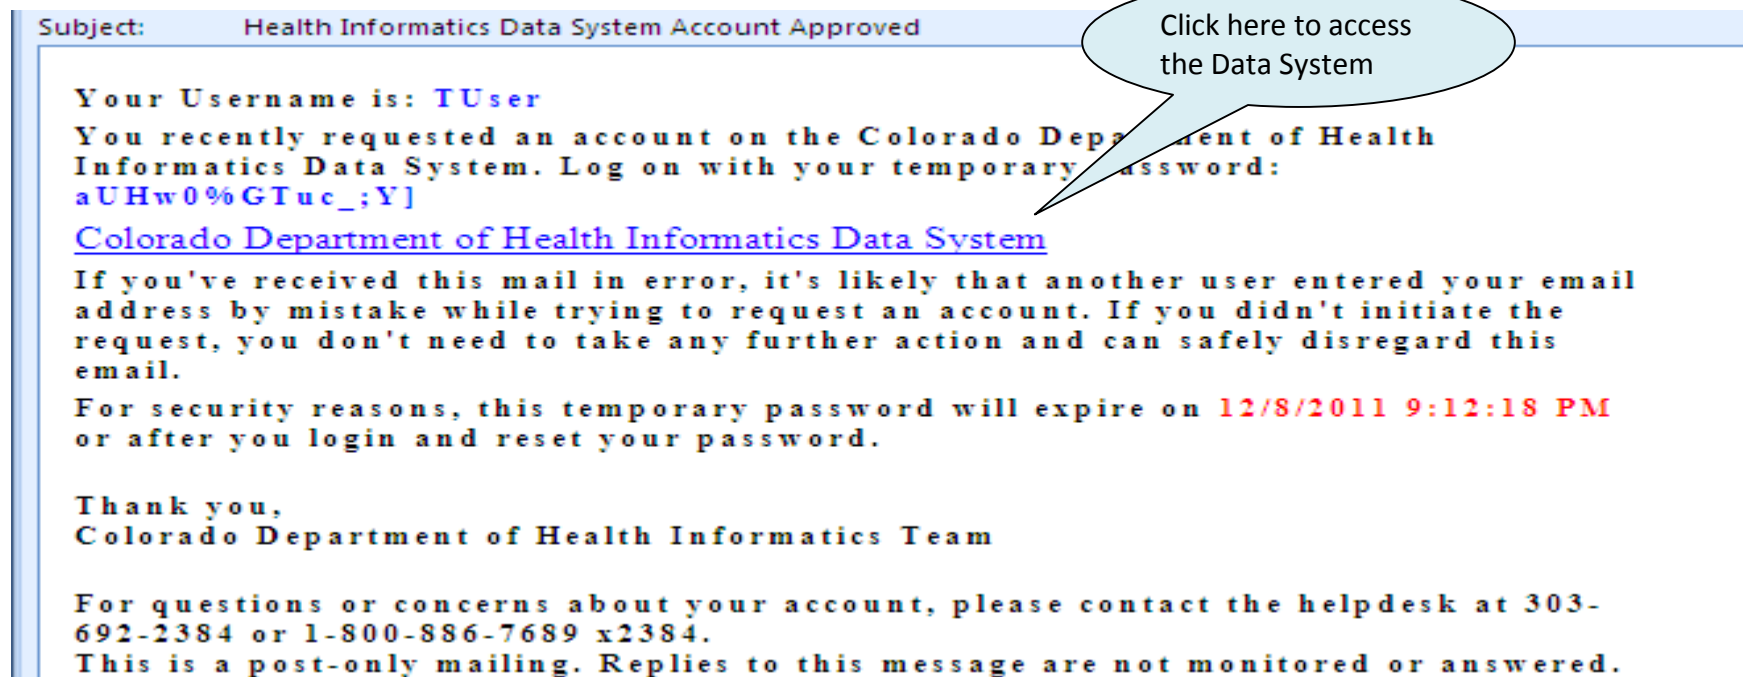 Subject: Health Informatics Data System Account Approved
Click here to access
the Data System
Your Username is: TUser
You recently requested an account on the Colorado Dep ent of Health
Informatics Data System. Log on with your temporary assword:
aUHw0%GTuc_;Y]
Colorado Department of Health Informatics Data System
If you've received this mail in error, it's likely that another user entered your email
address by mistake while trying to request an account. If you didn't initiate the
request, you don't need to take any further action and can safely disregard this
email.
For security reasons, this temporary password will expire on 12/8/2011 9:12:18 PM
or after you login and reset your password.
Thank you,
Colorado Department of Health Informatics Team
For questions or concerns about your account, please contact the helpdesk at 303-
692-2384 or 1-800-886-7689 x2384.
This is a post-only mailing. Replies to this message are not monitored or answered.